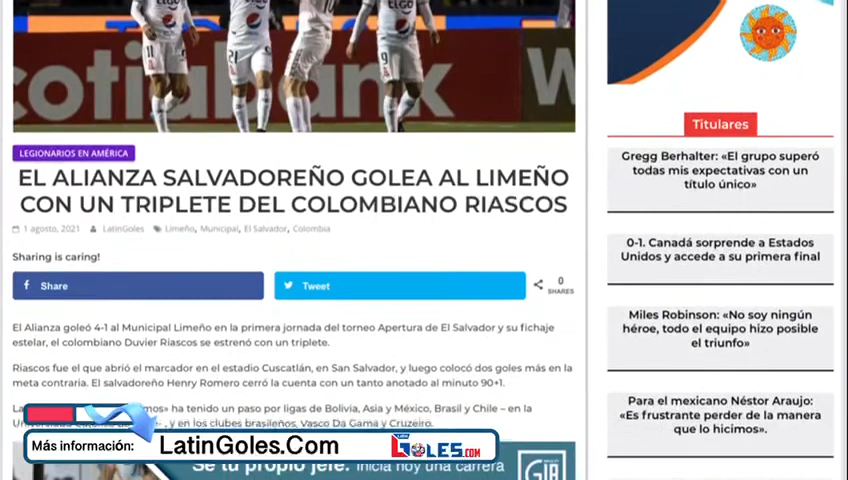 ELGO
pepsi
cotiabank
11
21
9
LEGIONARIOS EN AMÉRICA
EL ALIANZA SALVADOREÑO GOLEA AL LIMEÑO
CON UN TRIPLETE DEL COLOMBIANO RIASCOS
1 agosto, 2021 LatinGoles Limeño, Municipal, El Salvador, Colombia
Sharing is caring!
Share
Tweet
0
SHARES
El Alianza goleó 4-1 al Municipal Limeño en la primera jornada del torneo Apertura de El Salvador y su fichaje
estelar, el colombiano Duvier Riascos se estrenó con un triplete.
Riascos fue el que abrió el marcador en el estadio Cuscatlán, en San Salvador, y luego colocó dos goles más en la
meta contraria. El salvadoreño Henry Romero cerró la cuenta con un tanto anotado al minuto 90+1.
mos» ha tenido un paso por ligas de Bolivia, Asia y México, Brasil y Chile – en la
, y en los clubes brasileños, Vasco Da Gama y Cruzeiro.
Titulares
Gregg Berhalter: «El grupo superó
todas mis expectativas con un
título único»
0-1. Canadá sorprende a Estados
Unidos y accede a su primera final
Miles Robinson: «No soy ningún
héroe, todo el equipo hizo posible
el triunfo»
Para el mexicano Néstor Araujo:
«Es frustrante perder de la manera
que lo hicimos».
Más información: LatinGoles.Com
GOLES.COM
Se tu propio jefe. Inicia hoy una carrera